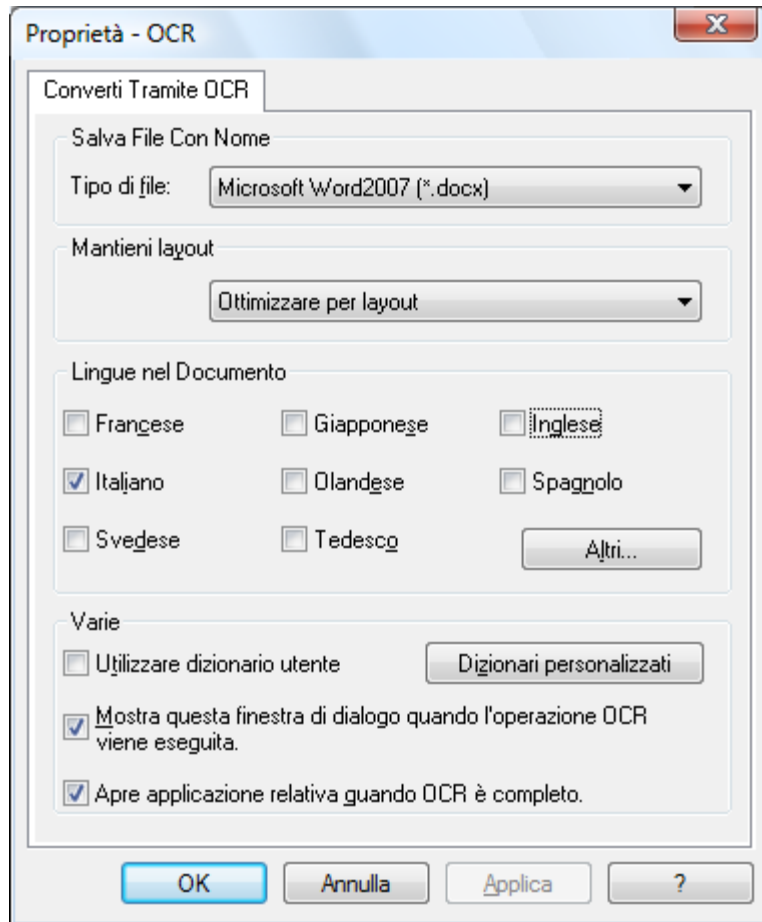 Proprietà - OCR
Converti Tramite OCR
Salva File Con Nome
Tipo di file: Microsoft Word2007 (*.docx)
Mantieni layout
Ottimizzare per layout
Lingue nel Documento
Francese Giapponese Inglese
Italiano Olandese Spagnolo
Svedese Tedesco Altri...
Varie
Utilizzare dizionario utente Dizionari personalizzati
Mostra questa finestra di dialogo quando l'operazione OCR
viene eseguita.
Apre applicazione relativa quando OCR è completo.
OK Annulla Applica ?